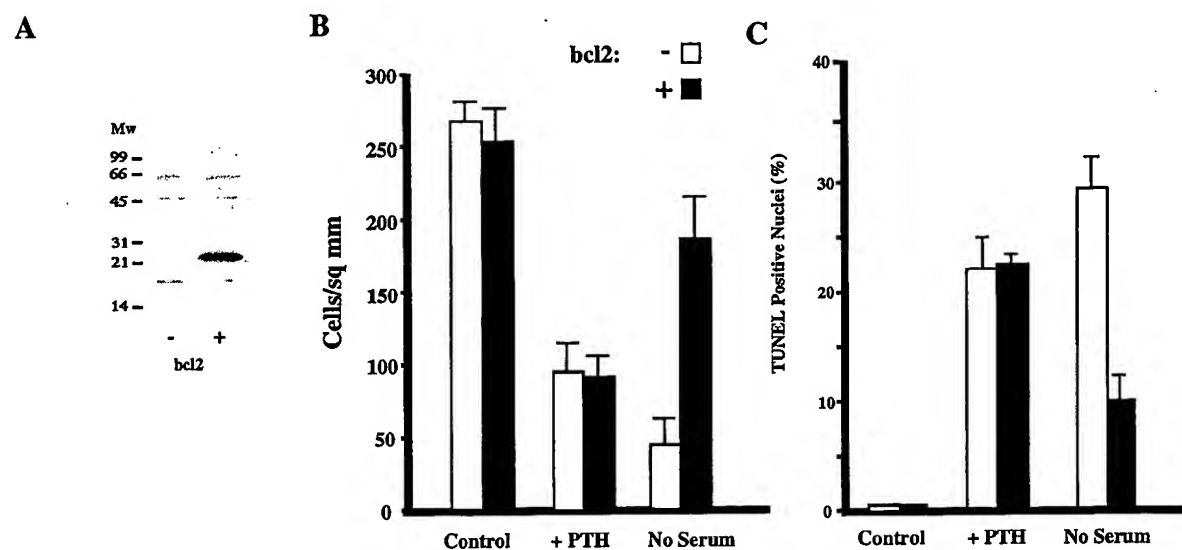 A
Mw
99
66
45
31
21
14
- +
bcl2
B
bcl2: -
+
Cells/sq mm
300
250
200
150
100
50
0
Control + PTH No Serum
C
TUNEL Positive Nuclei (%)
40
30
20
10
0
Control + PTH No Serum